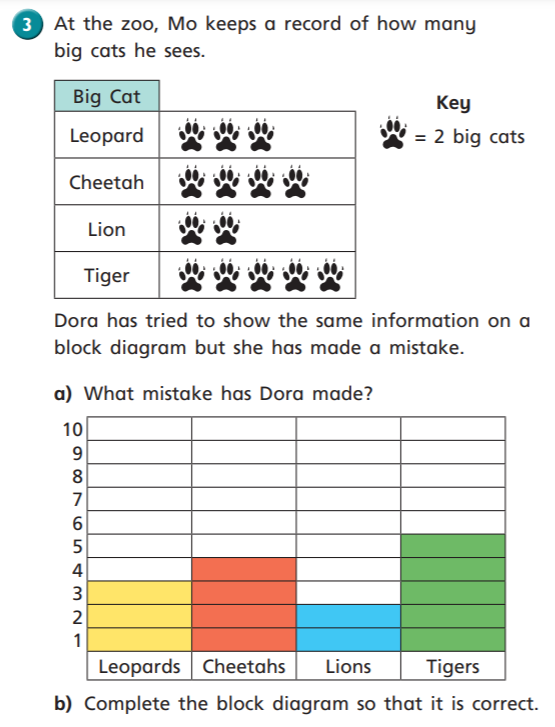 3 At the zoo, Mo keeps a record of how many
big cats he sees.
Big Cat
Leopard
Cheetah
Lion
Tiger
Key
= 2 big cats
Dora has tried to show the same information on a
block diagram but she has made a mistake.
a) What mistake has Dora made?
10
9
8
7
6
5
4
3
2
1
Leopards Cheetahs Lions Tigers
b) Complete the block diagram so that it is correct.